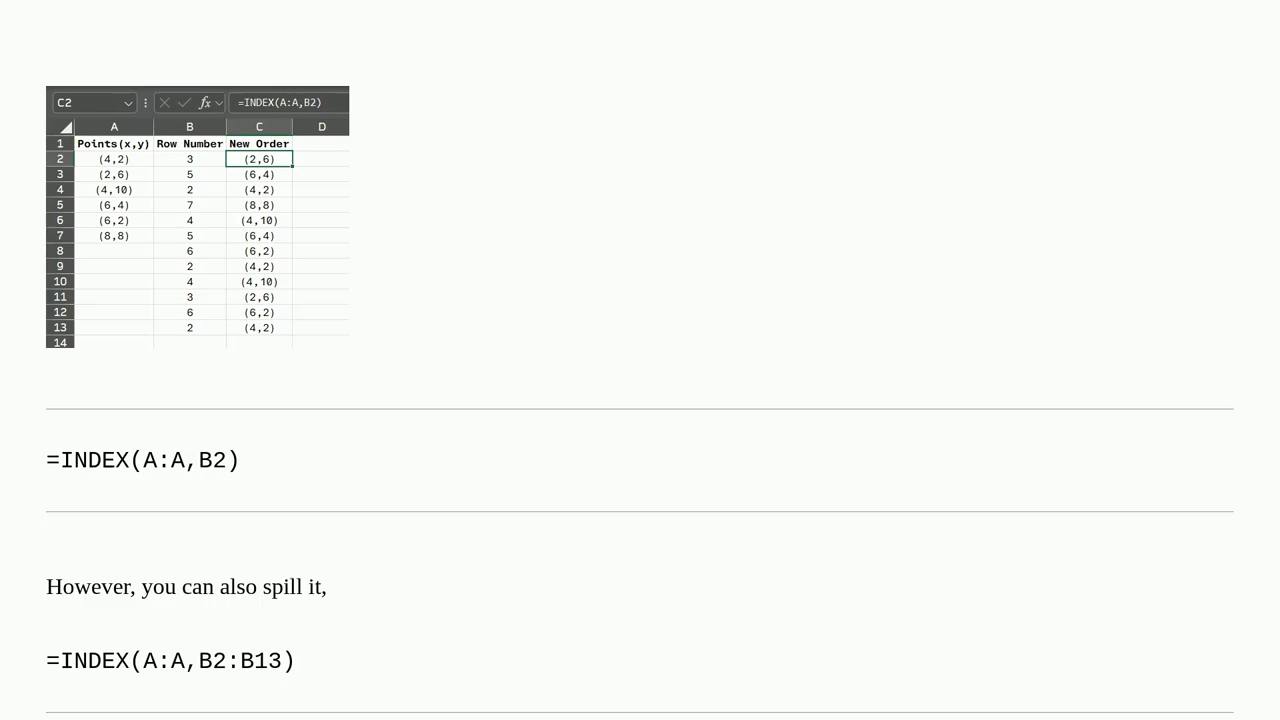 C2 fx =INDEX(A:A,B2)
A B C D
1 Points(x,y) Row Number New Order
2 (4,2) 3 (2,6)
3 (2,6) 5 (6,4)
4 (4,10) 2 (4,2)
5 (6,4) 7 (8,8)
6 (6,2) 4 (4,10)
7 (8,8) 5 (6,4)
8 6 (6,2)
9 2 (4,2)
10 4 (4,10)
11 3 (2,6)
12 6 (6,2)
13 2 (4,2)
14
=INDEX(A:A,B2)
However, you can also spill it,
=INDEX(A:A,B2:B13)